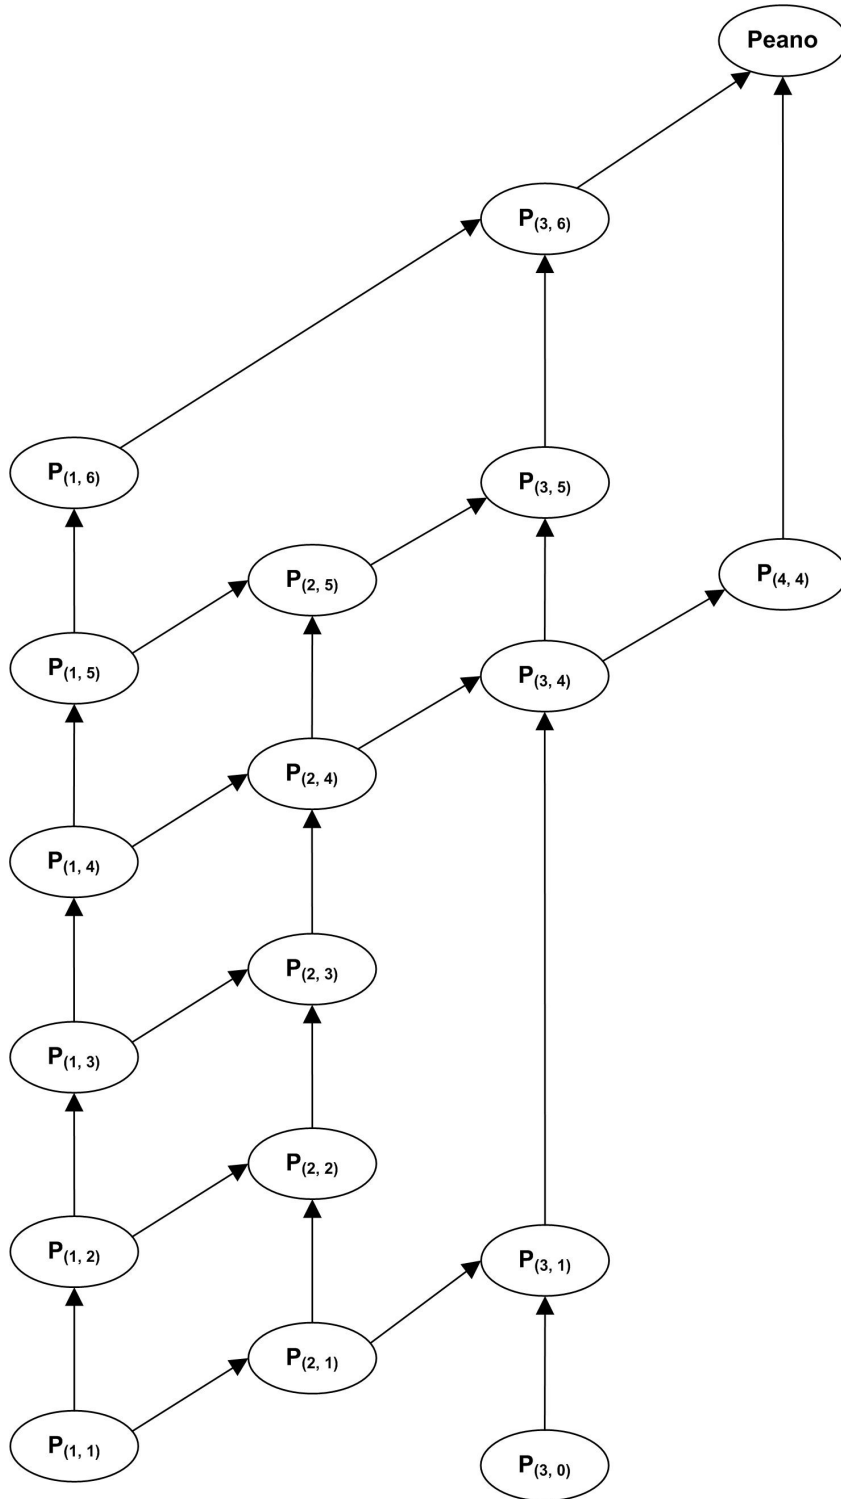 Peano
P(3, 6)
P(1, 6)
P(3, 5)
P(2, 5)
P(4, 4)
P(1, 5)
P(3, 4)
P(2, 4)
P(1, 4)
P(2, 3)
P(1, 3)
P(2, 2)
P(1, 2)
P(3, 1)
P(2, 1)
P(1, 1)
P(3, 0)